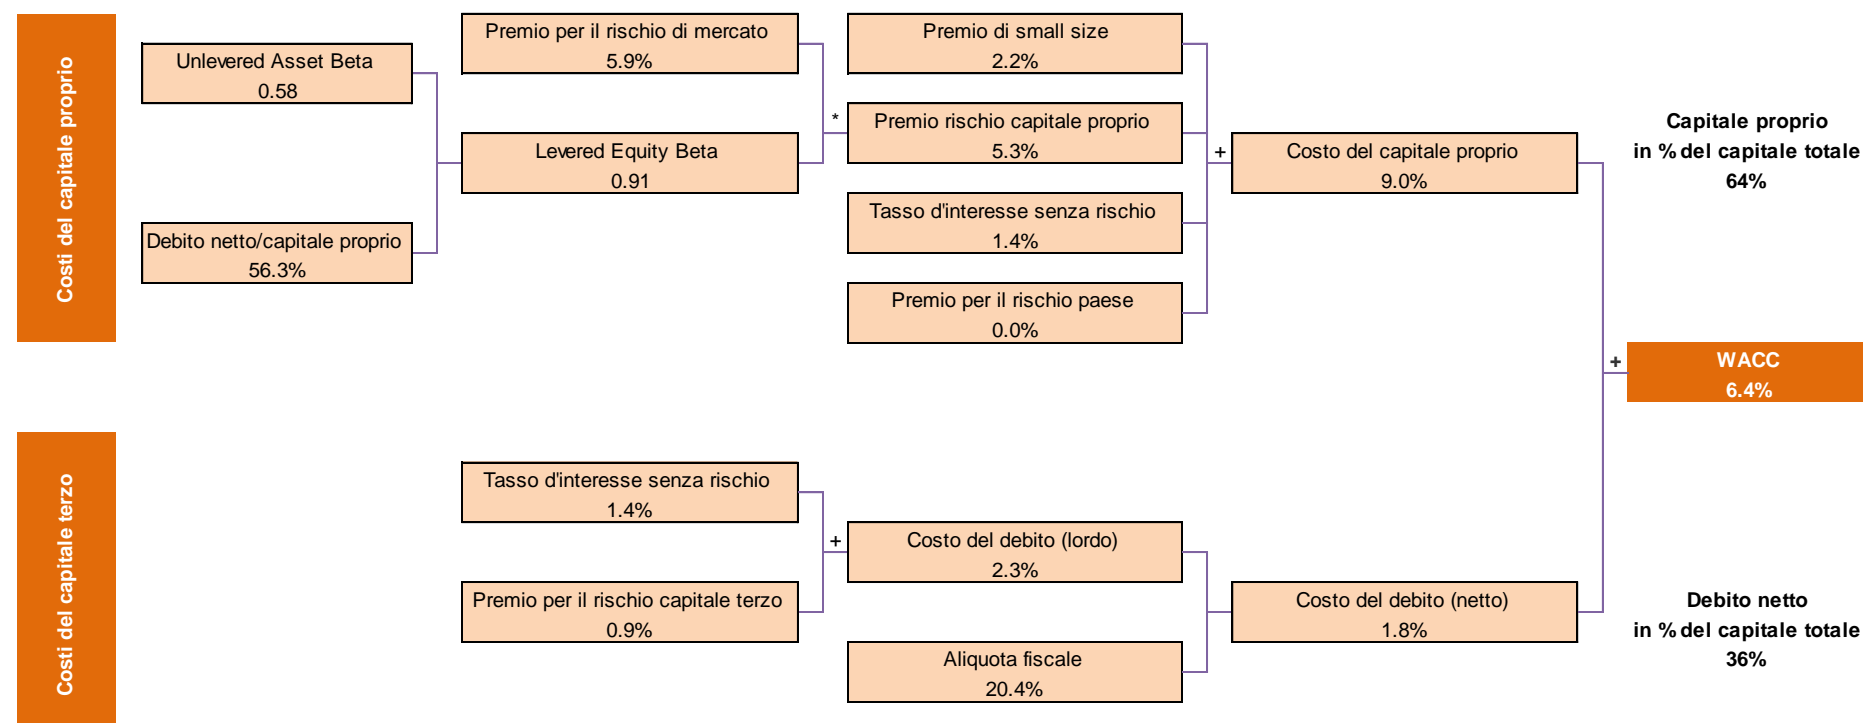 Costi del capitale proprio
Unlevered Asset Beta
0.58
Debito netto/capitale proprio
56.3%
Premio per il rischio di mercato
5.9%
Levered Equity Beta
0.91
*
Premio di small size
2.2%
Premio rischio capitale proprio
5.3%
Tasso d'interesse senza rischio
1.4%
Premio per il rischio paese
0.0%
+
Costo del capitale proprio
9.0%
Capitale proprio
in % del capitale totale
64%
+
WACC
6.4%
Costi del capitale terzo
Tasso d'interesse senza rischio
1.4%
Premio per il rischio capitale terzo
0.9%
+
Costo del debito (lordo)
2.3%
Aliquota fiscale
20.4%
Costo del debito (netto)
1.8%
Debito netto
in % del capitale totale
36%